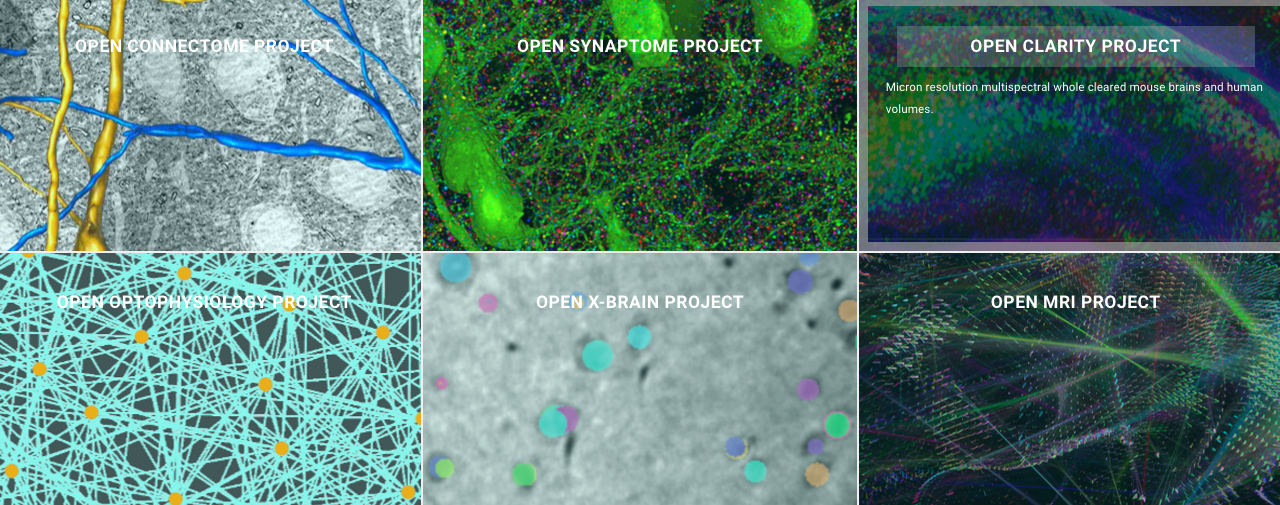 OPEN CONNECTOME PROJECT
OPEN SYNAPTOME PROJECT
OPEN CLARITY PROJECT
Micron resolution multispectral whole cleared mouse brains and human
volumes.
OPEN OPTOPHYSIOLOGY PROJECT
OPEN X-BRAIN PROJECT
OPEN MRI PROJECT